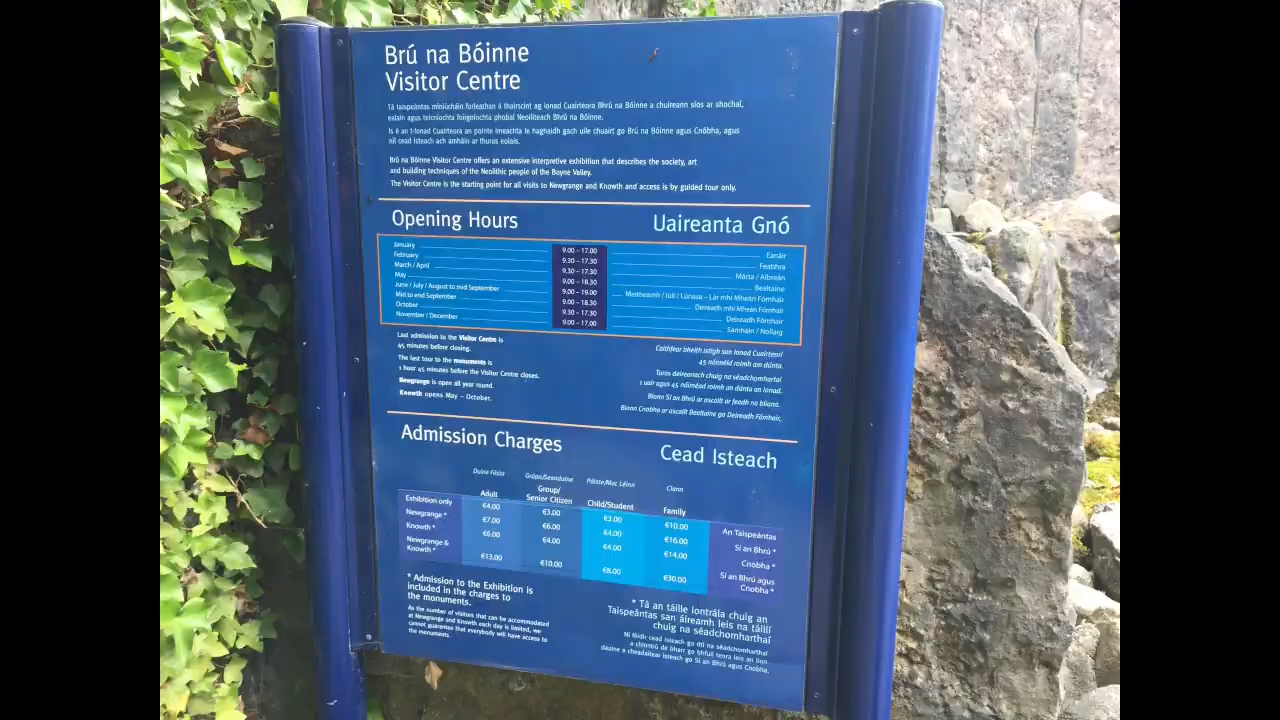 Brú na Bóinne
Visitor Centre
Tá taispeántas míniúcháin forleathan á thairiscint ag Ionad Cuairteora Bhrú na Bóinne a chuireann síos ar shochaí,
ealaín agus teicníochta foirgníochta phobal Neoiliteach Bhrú na Bóinne.
Is é an t-Ionad Cuairteora an pointe imeachta le haghaidh gach uile chuairt go Brú na Bóinne agus Cnóbha, agus
níl cead isteach ach amháin ar thuras eolais.
Brú na Bóinne Visitor Centre offers an extensive interpretive exhibition that describes the society, art
and building techniques of the Neolithic people of the Boyne Valley.
The Visitor Centre is the starting point for all visits to Newgrange and Knowth and access is by guided tour only.
Opening Hours Uaireanta Gnó
January 9.00 – 17.00 Eanáir
February 9.30 – 17.30 Feabhra
March / April 9.30 – 17.30 Márta / Aibreán
May 9.00 – 18.30 Bealtaine
June / July / August to mid September 9.00 – 19.00 Meitheamh / Iúil / Lúnasa – Lár mhí Mheán Fómhair
Mid to end September 9.00 – 18.30 Deireadh mhí Mheán Fómhair
October 9.30 – 17.30 Deireadh Fómhair
November / December 9.00 – 17.00 Samhain / Nollaig
Last admission to the Visitor Centre is
45 minutes before closing.
The last tour to the monuments is
1 hour 45 minutes before the Visitor Centre closes.
Newgrange is open all year round.
Knowth opens May – October.
Caithfear bheith istigh san Ionad Cuairteorí
45 nóiméid roimh am dúnta.
Turas deireanach chuig na séadchomharthaí
1 uair agus 45 nóiméad roimh an dúnta an Ionad.
Bíonn Sí an Bhrú ar oscailt ar feadh na bliana.
Bíonn Cnobha ar oscailt Bealtaine go Deireadh Fómhair.
Admission Charges Cead Isteach
Duine Fásta Grúpa/Seandaine Páiste/Mac Léinn Clann
Adult Group/
Senior Citizen Child/Student Family
Exhibition only €4.00 €3.00 €3.00 €10.00 An Taispeántas
Newgrange * €7.00 €6.00 €4.00 €16.00 Sí an Bhrú *
Knowth * €6.00 €4.00 €4.00 €14.00 Cnobha *
Newgrange &
Knowth * €13.00 €10.00 €8.00 €30.00 Sí an Bhrú agus
Cnobha *
* Admission to the Exhibition is
included in the charges to
the monuments.
As the number of visitors that can be accommodated
at Newgrange and Knowth each day is limited, we
cannot guarantee that everybody will have access to
the monuments.
* Tá an táille iontrála chuig an
Taispeántas san áireamh leis na táillí
chuig na séadchomharthaí
Ní féidir cead isteach go dtí na séadchomharthaí
a chinntiú de bharr go bhfuil teora leis an líon
daoine a cheadaítear isteach go Sí an Bhrú agus Cnobha.